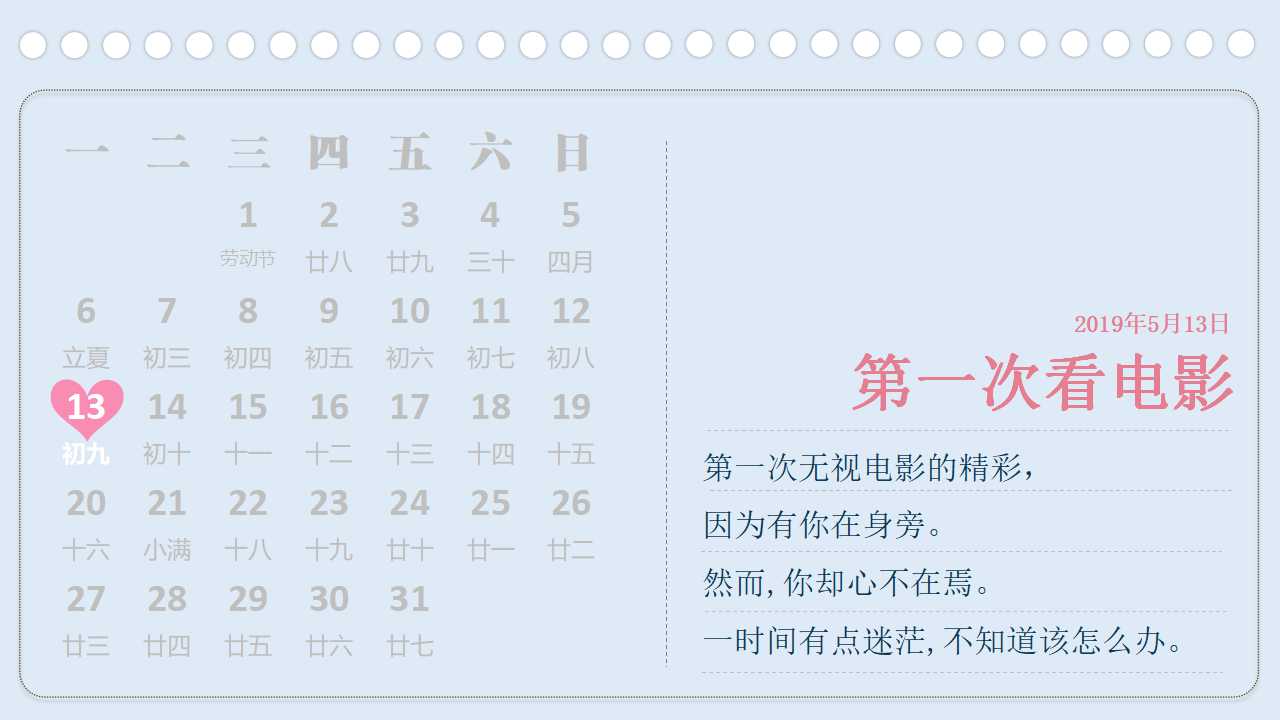 一 二 三 四 五 六 日
1 2 3 4 5
劳动节 廿八 廿九 三十 四月
6 7 8 9 10 11 12
立夏 初三 初四 初五 初六 初七 初八
13 14 15 16 17 18 19
初九 初十 十一 十二 十三 十四 十五
20 21 22 23 24 25 26
十六 小满 十八 十九 廿十 廿一 廿二
27 28 29 30 31
廿三 廿四 廿五 廿六 廿七
2019年5月13日
第一次看电影
第一次无视电影的精彩，
因为有你在身旁。
然而,你却心不在焉。
一时间有点迷茫,不知道该怎么办。